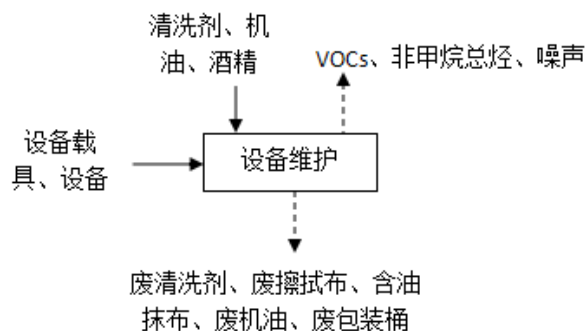 清洗剂、机
油、酒精
VOCs、非甲烷总烃、噪声
设备载
具、设备
设备维护
废清洗剂、废擦拭布、含油
抹布、废机油、废包装桶